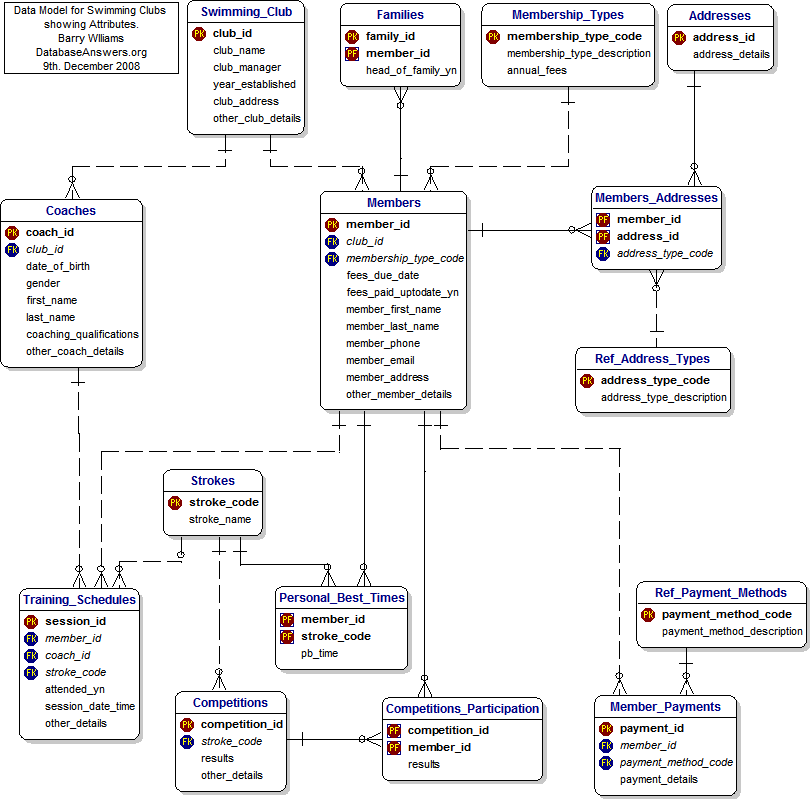 Data Model for Swimming Clubs
showing Attributes.
Barry Wlliams
DatabaseAnswers.org
9th. December 2008
Swimming_Club
PK club_id
club_name
club_manager
year_established
club_address
other_club_details
Families
PK family_id
PF member_id
head_of_family_yn
Membership_Types
PK membership_type_code
membership_type_description
annual_fees
Addresses
PK address_id
address_details
Coaches
PK coach_id
FK club_id
date_of_birth
gender
first_name
last_name
coaching_qualifications
other_coach_details
Members
PK member_id
FK club_id
FK membership_type_code
fees_due_date
fees_paid_uptodate_yn
member_first_name
member_last_name
member_phone
member_email
member_address
other_member_details
Members_Addresses
PF member_id
PF address_id
FK address_type_code
Ref_Address_Types
PK address_type_code
address_type_description
Strokes
PK stroke_code
stroke_name
Training_Schedules
PK session_id
FK member_id
FK coach_id
FK stroke_code
attended_yn
session_date_time
other_details
Personal_Best_Times
PF member_id
PF stroke_code
pb_time
Ref_Payment_Methods
PK payment_method_code
payment_method_description
Competitions
PK competition_id
FK stroke_code
results
other_details
Competitions_Participation
PF competition_id
PF member_id
results
Member_Payments
PK payment_id
FK member_id
FK payment_method_code
payment_details